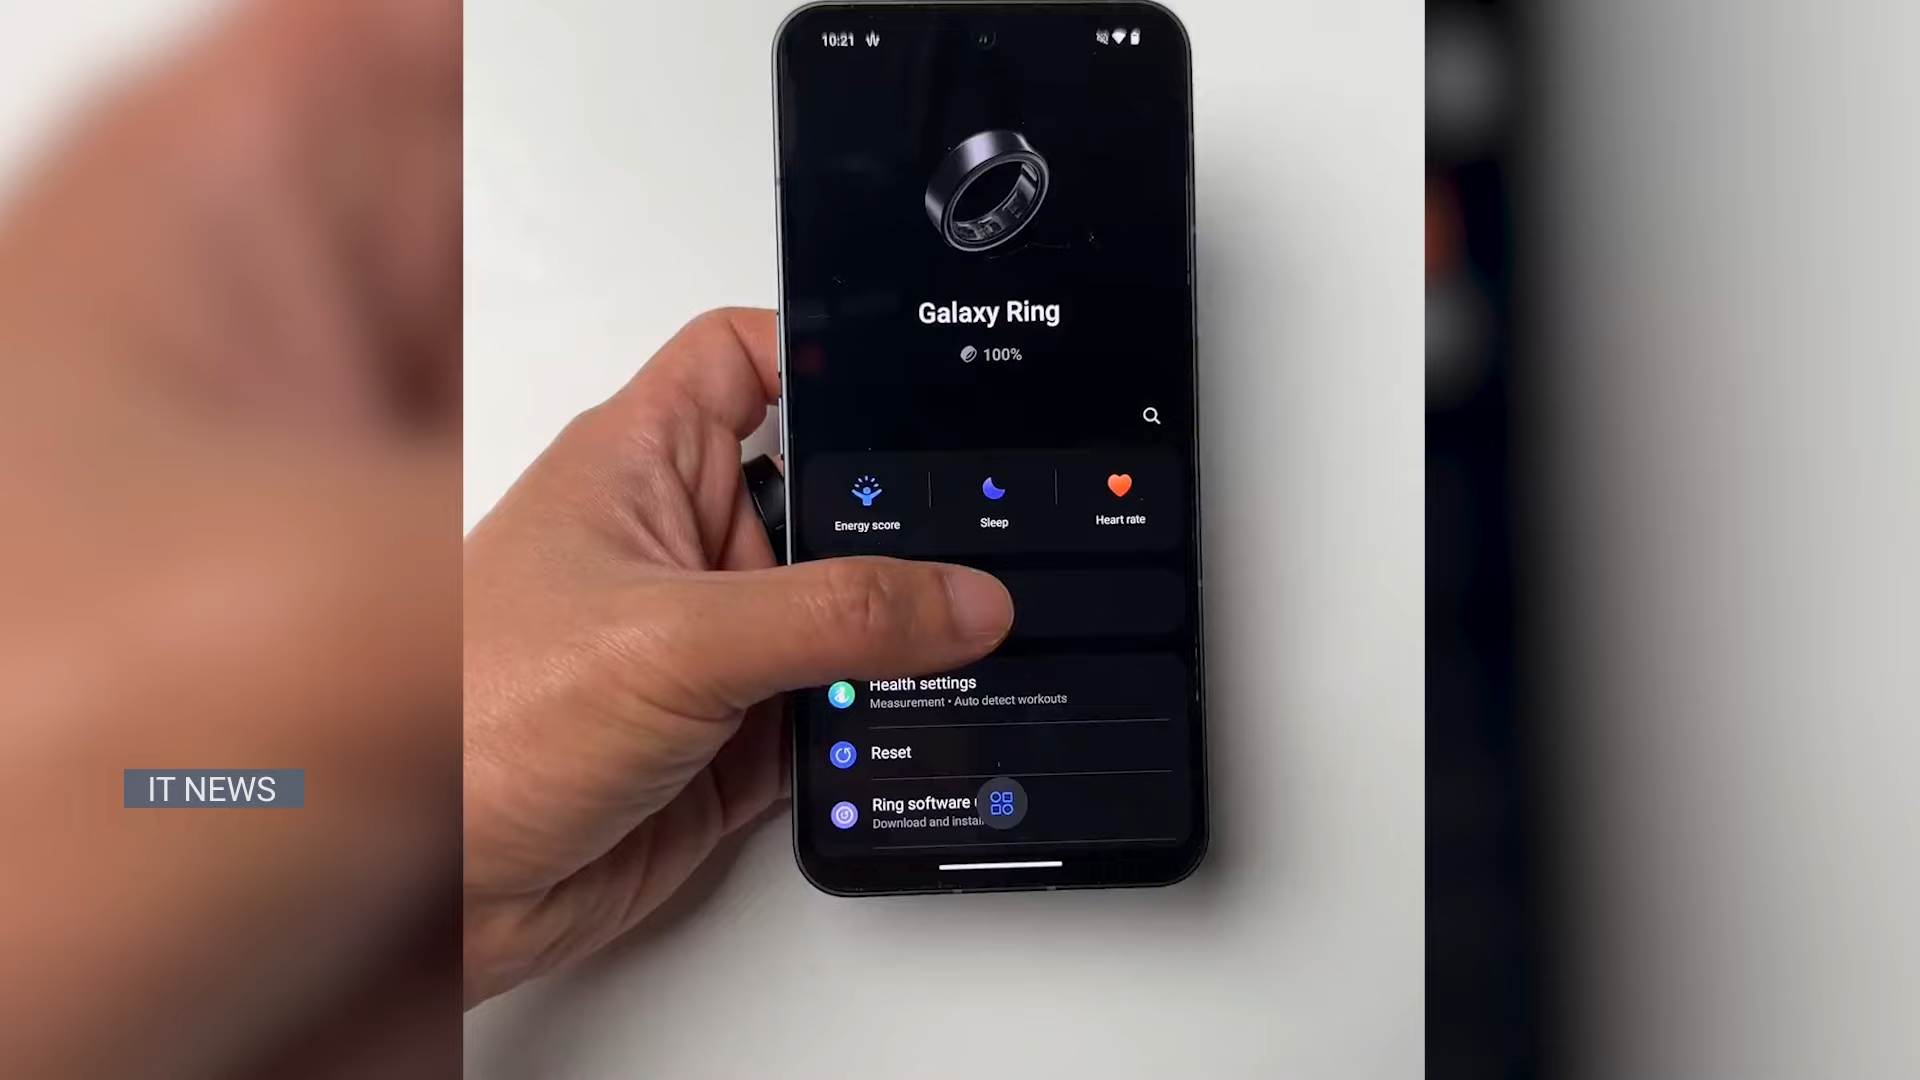 10:21
Galaxy Ring
100%
Energy score
Sleep
Heart rate
Health settings
Measurement • Auto detect workouts
Reset
Ring software
Download and install
IT NEWS